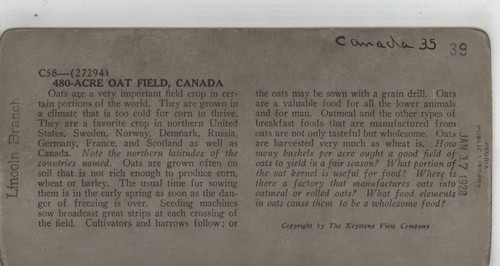 Canada 35 39
C58—(27294)
480-ACRE OAT FIELD, CANADA
Oats are a very important field crop in cer-
tain portions of the world. They are grown in
a climate that is too cold for corn to thrive.
They are a favorite crop in northern United
States, Sweden, Norway, Denmark, Russia,
Germany, France, and Scotland as well as
Canada. Note the northern latitudes of the
countries named. Oats are grown often on
soil that is not rich enough to produce corn,
wheat or barley. The usual time for sowing
them is in the early spring as soon as the dan-
ger of freezing is over. Seeding machines
sow broadcast great strips at each crossing of
the field. Cultivators and harrows follow; or
the oats may be sown with a grain drill. Oats
are a valuable food for all the lower animals
and for man. Oatmeal and the other types of
breakfast foods that are manufactured from
oats are not only tasteful but wholesome. Oats
are harvested very much as wheat is. How
many bushels per acre ought a good field of
oats to yield in a fair season? What portion of
the oat kernel is useful for food? Where is
there a factory that manufactures oats into
oatmeal or rolled oats? What food elements
in oats cause them to be a wholesome food?
Copyright by The Keystone View Company
Lincoln Branch
JAN 17 1923